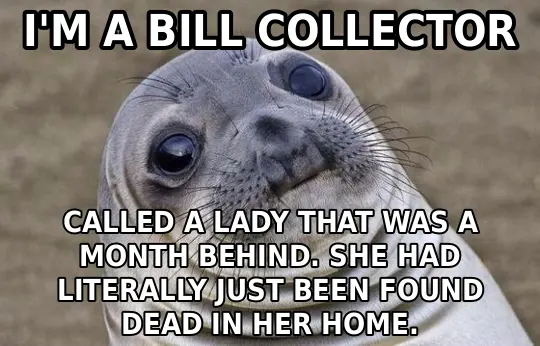 I'M A BILL COLLECTOR
CALLED A LADY THAT WAS A
MONTH BEHIND. SHE HAD
LITERALLY JUST BEEN FOUND
DEAD IN HER HOME.